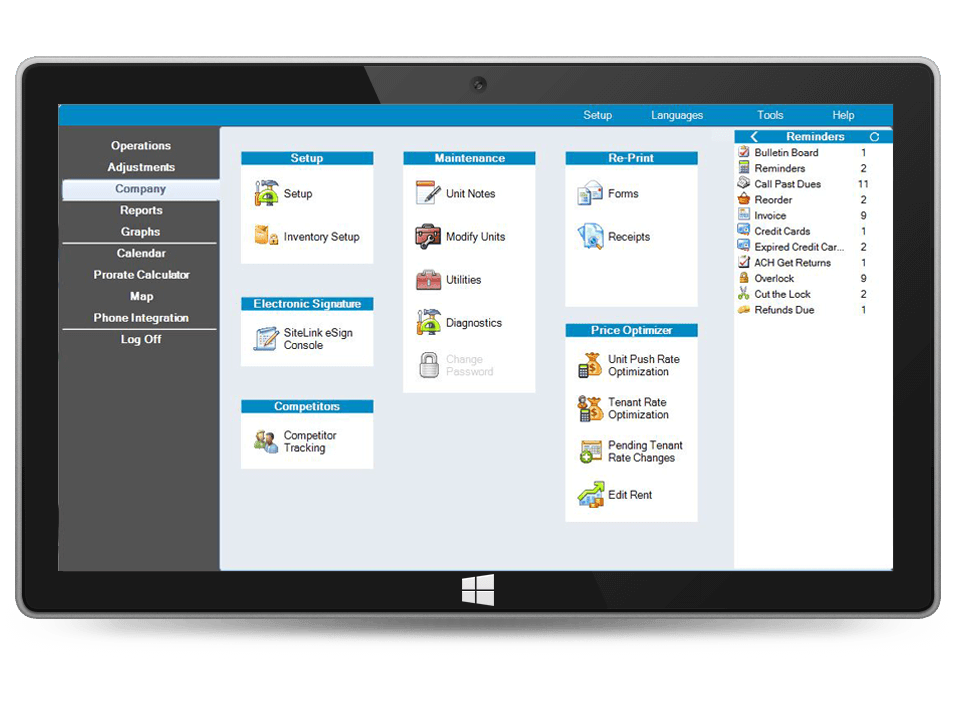 Setup Languages Tools Help
Operations
Adjustments
Company
Reports
Graphs
Calendar
Prorate Calculator
Map
Phone Integration
Log Off
Setup
Setup
Inventory Setup
Electronic Signature
SiteLink eSign
Console
Competitors
Competitor
Tracking
Maintenance
Unit Notes
Modify Units
Utilities
Diagnostics
Change
Password
Re-Print
Forms
Receipts
Price Optimizer
Unit Push Rate
Optimization
Tenant Rate
Optimization
Pending Tenant
Rate Changes
Edit Rent
Reminders
Bulletin Board 1
Reminders 2
Call Past Dues 11
Reorder 2
Invoice 9
Credit Cards 1
Expired Credit Car... 2
ACH Get Returns 1
Overlock 9
Cut the Lock 2
Refunds Due 1